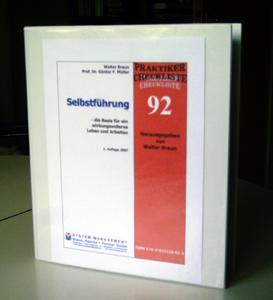 Walter Braun
Prof. Dr. Günter F. Müller
Selbstführung
- die Basis für ein
wirkungsvolleres
Leben und Arbeiten
1. Auflage 2007
SYSTEM MANAGEMENT
PRAKTIKER
CHECKLISTE
CHECKLISTE
92
Herausgegeben
von
Walter Braun